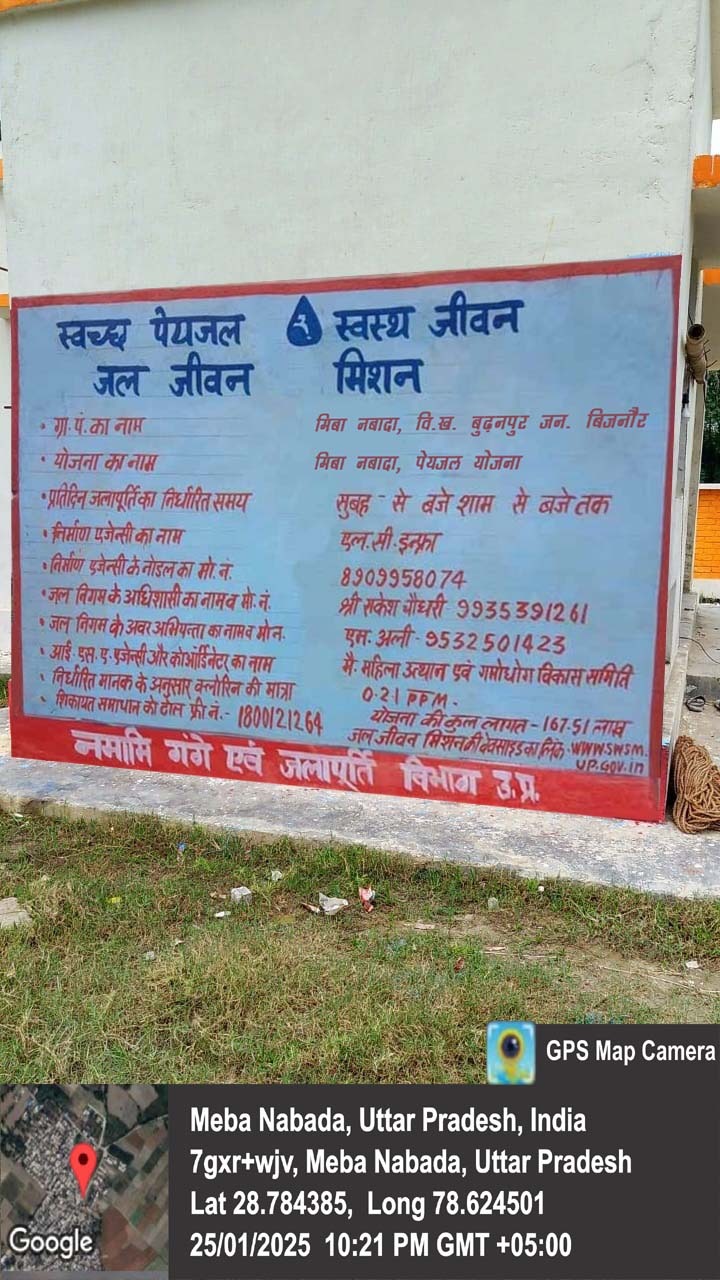 स्वच्छ पेयजल स्वस्थ जीवन
जल जीवन मिशन
• ग्रा.पं.का नाम मिबा नबादा, वि.ख. बुढ़नपुर जन. बिजनौर
• योजना का नाम मिबा नबादा, पेयजल योजना
• प्रतिदिन जलापूर्ति का निर्धारित समय सुबह - से बजे शाम से बजे तक
• निर्माण एजेन्सी का नाम एल.सी.इन्फ्रा
• निर्माण एजेन्सी के नोडल का मो.नं. 8909958074
• जल निगम के अधिशासी का नाम व मो.नं. श्री राकेश चौधरी - 9935391261
• जल निगम के अवर अभियन्ता का नाम व मोन. एम. अली - 9532501423
• आई.एस.ए. एजेन्सी और कोऑर्डिनेटर का नाम मै. महिला उत्थान एवं गमोधोग विकास समिति
• निर्धारित मानक के अनुसार क्लोरिन की मात्रा 0.21 PPM.
• शिकायत समाधान की टोल फ्री नं. - 1800121264 योजना की कुल लागत - 167.51 लाख
जल जीवन मिशन की वेबसाइड का लिंक www.swsm.
UP.GOV.in
नमामि गंगे एवं जलापूर्ति विभाग उ.प्र.
GPS Map Camera
Meba Nabada, Uttar Pradesh, India
7gxr+wjv, Meba Nabada, Uttar Pradesh
Lat 28.784385, Long 78.624501
25/01/2025 10:21 PM GMT +05:00
Google